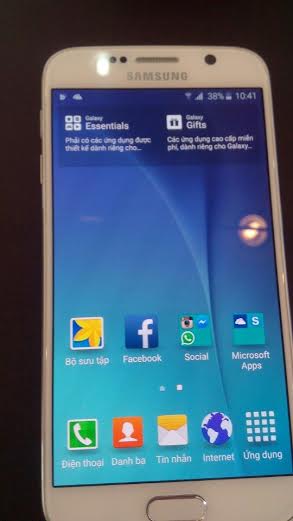 SAMSUNG
38% 10:41
Galaxy
Essentials
Phải có các ứng dụng được
thiết kế dành riêng cho...
Galaxy
Gifts
Các ứng dụng cao cấp miễn
phí, dành riêng cho Galaxy...
Bộ sưu tập
Facebook
Social
Microsoft
Apps
Điện thoại
Danh bạ
Tin nhắn
Internet
Ứng dụng